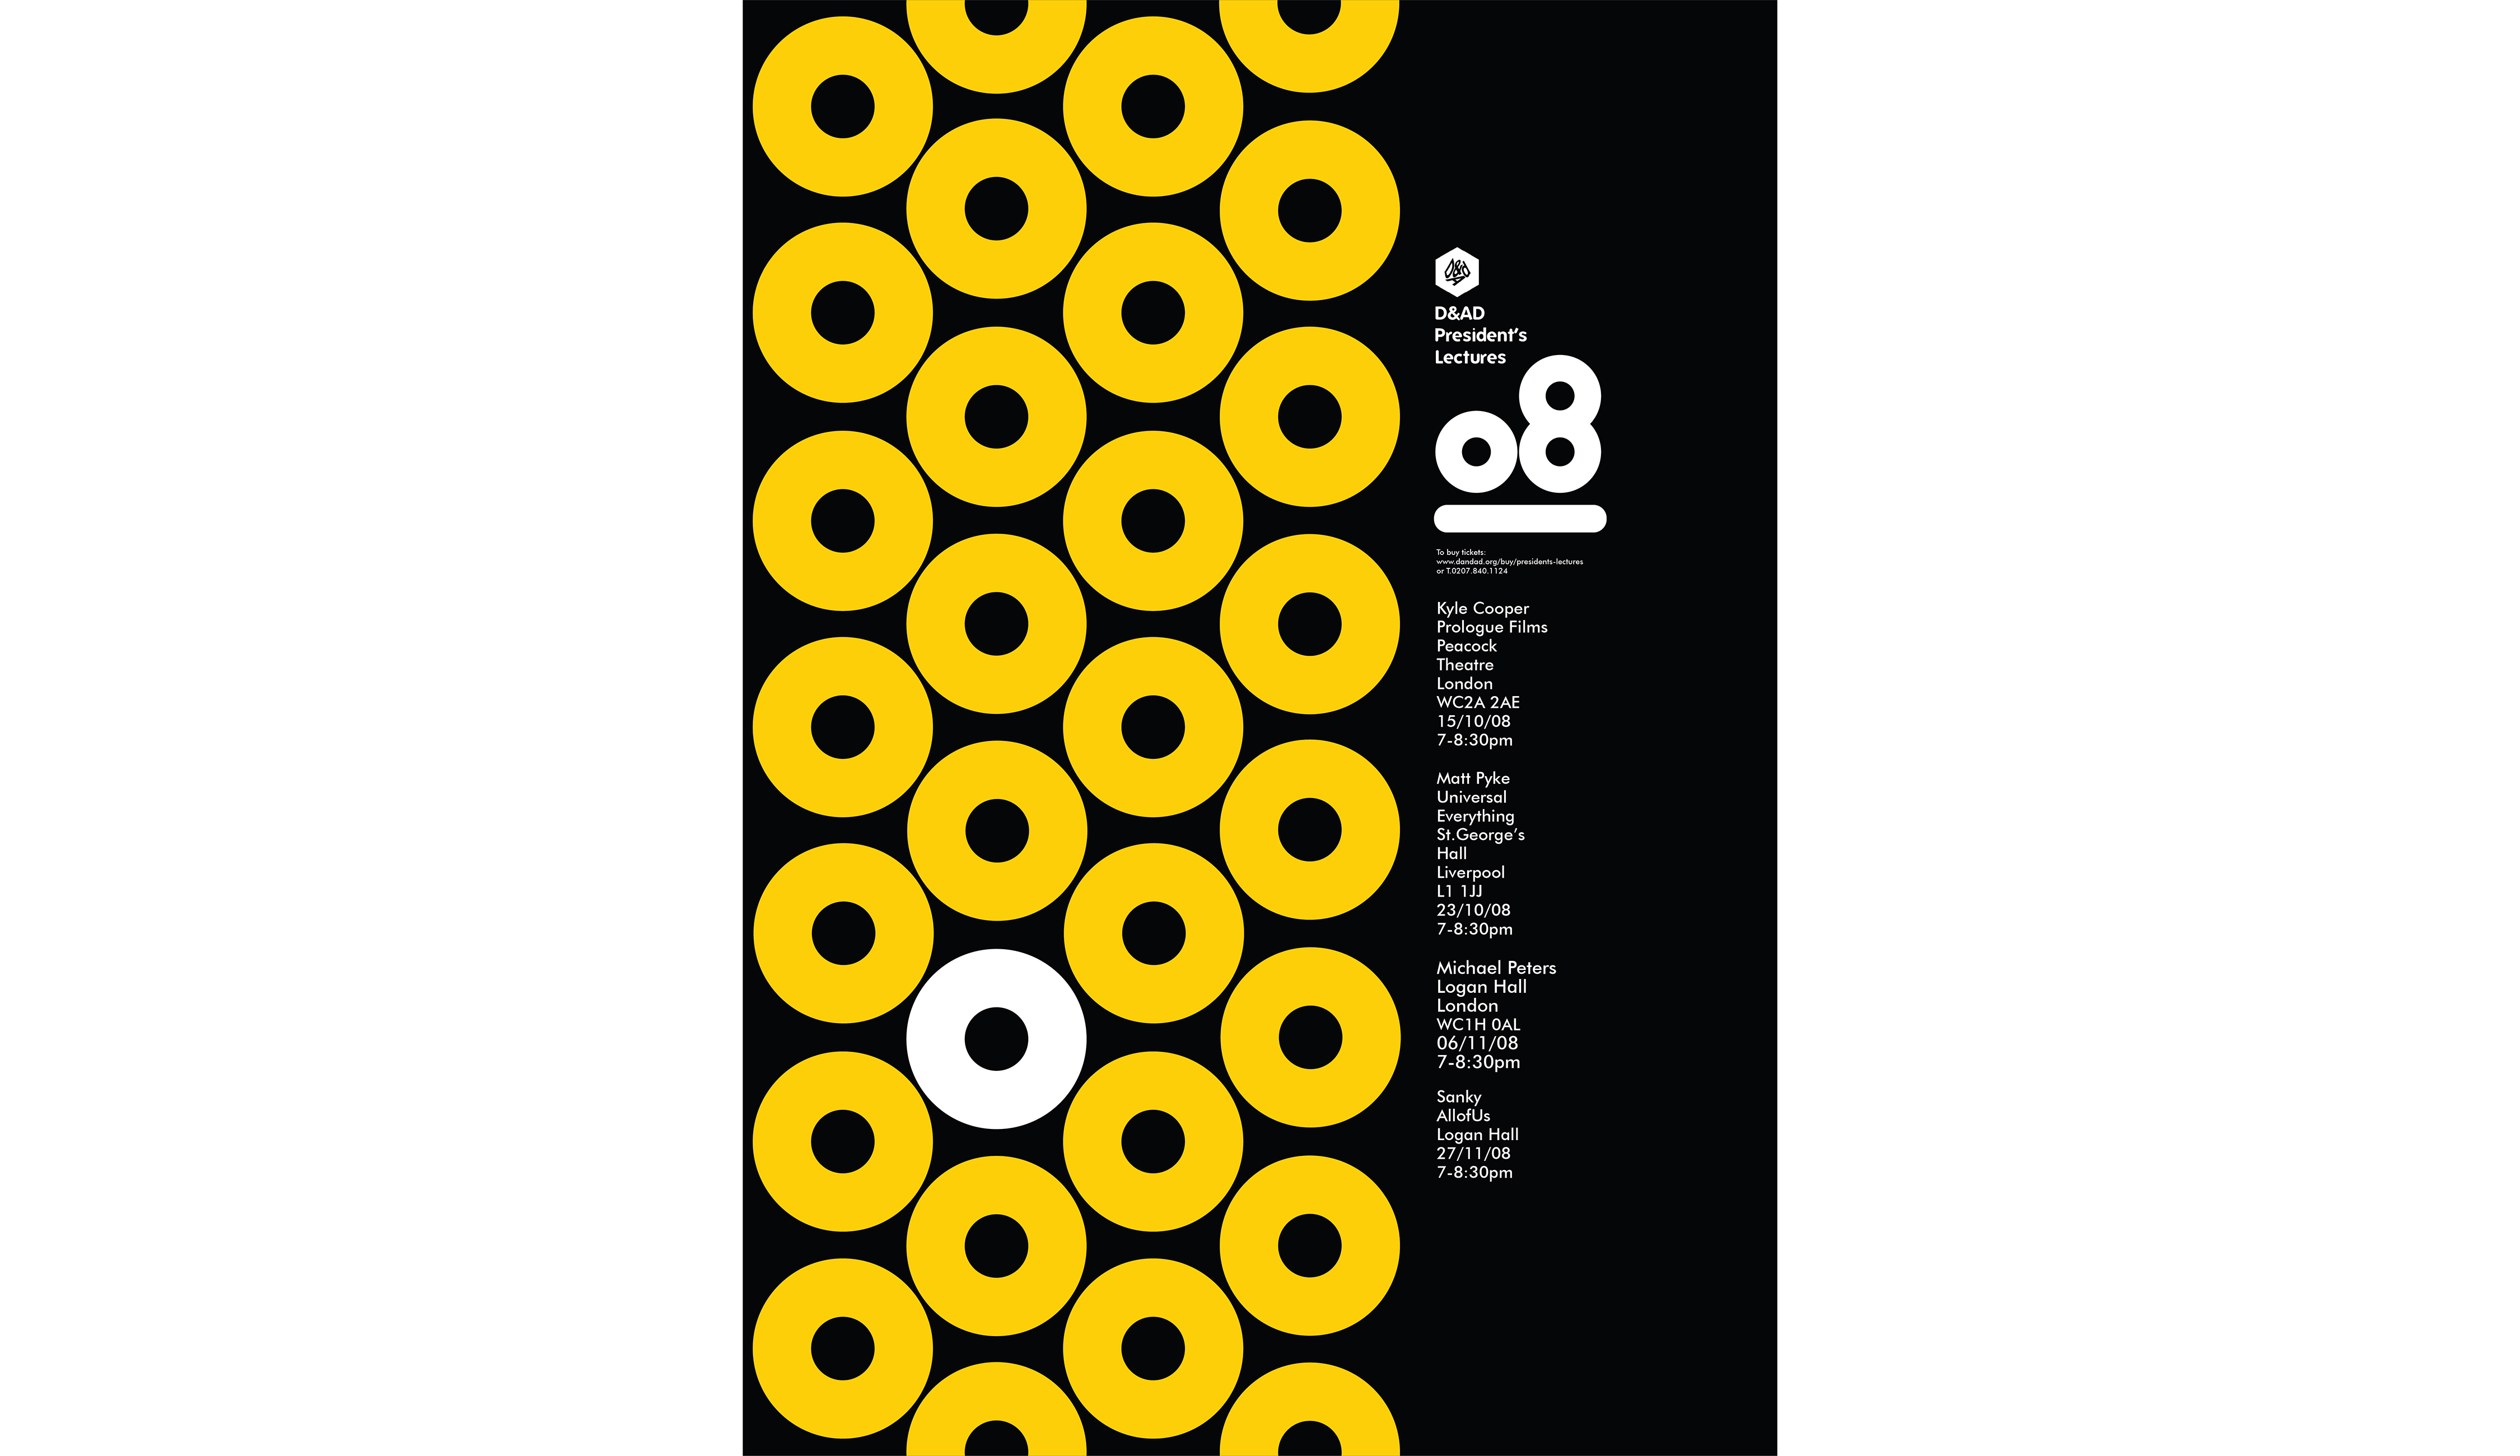 D&AD
D&AD
President's
Lectures
08
To buy tickets:
www.dandad.org/buy/presidents-lectures
or T.0207.840.1124
Kyle Cooper
Prologue Films
Peacock
Theatre
London
WC2A 2AE
15/10/08
7-8:30pm
Matt Pyke
Universal
Everything
St.George's
Hall
Liverpool
L1 1JJ
23/10/08
7-8:30pm
Michael Peters
Logan Hall
London
WC1H 0AL
06/11/08
7-8:30pm
Sanky
AllofUs
Logan Hall
27/11/08
7-8:30pm